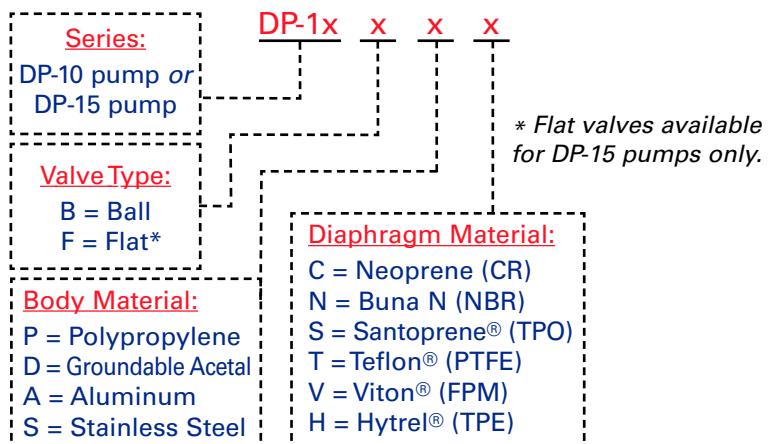 DP-1x x x x
Series:
DP-10 pump or
DP-15 pump
* Flat valves available
for DP-15 pumps only.
Valve Type:
B = Ball
F = Flat*
Body Material:
P = Polypropylene
D = Groundable Acetal
A = Aluminum
S = Stainless Steel
Diaphragm Material:
C = Neoprene (CR)
N = Buna N (NBR)
S = Santoprene® (TPO)
T = Teflon® (PTFE)
V = Viton® (FPM)
H = Hytrel® (TPE)